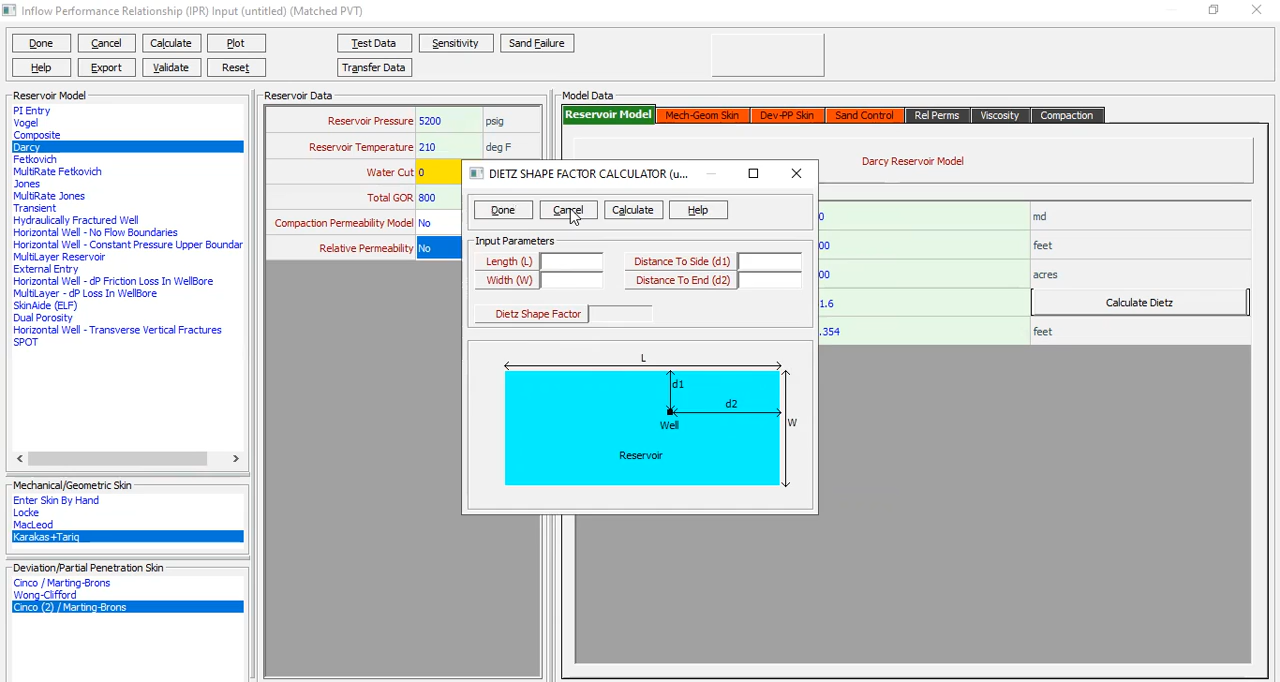 Inflow Performance Relationship (IPR) Input (untitled) (Matched PVT)
Done Cancel Calculate Plot Test Data Sensitivity Sand Failure
Help Export Validate Reset Transfer Data
Reservoir Model
PI Entry
Vogel
Composite
Darcy
Fetkovich
MultiRate Fetkovich
Jones
MultiRate Jones
Transient
Hydraulically Fractured Well
Horizontal Well - No Flow Boundaries
Horizontal Well - Constant Pressure Upper Boundar
MultiLayer Reservoir
External Entry
Horizontal Well - dP Friction Loss In WellBore
MultiLayer - dP Loss In WellBore
SkinAide (ELF)
Dual Porosity
Horizontal Well - Transverse Vertical Fractures
SPOT
Mechanical/Geometric Skin
Enter Skin By Hand
Locke
MacLeod
Karakas+Tariq
Deviation/Partial Penetration Skin
Cinco / Marting-Brons
Wong-Clifford
Cinco (2) / Marting-Brons
Reservoir Data
Reservoir Pressure 5200 psig
Reservoir Temperature 210 deg F
Water Cut 0
Total GOR 800
Compaction Permeability Model No
Relative Permeability No
Model Data
Reservoir Model Mech-Geom Skin Dev-PP Skin Sand Control Rel Perms Viscosity Compaction
Darcy Reservoir Model
0 md
00 feet
00 acres
1.6 Calculate Dietz
.354 feet
DIETZ SHAPE FACTOR CALCULATOR (u...
Done Cancel Calculate Help
Input Parameters
Length (L) Distance To Side (d1)
Width (W) Distance To End (d2)
Dietz Shape Factor
L
d1
d2
W
Well
Reservoir